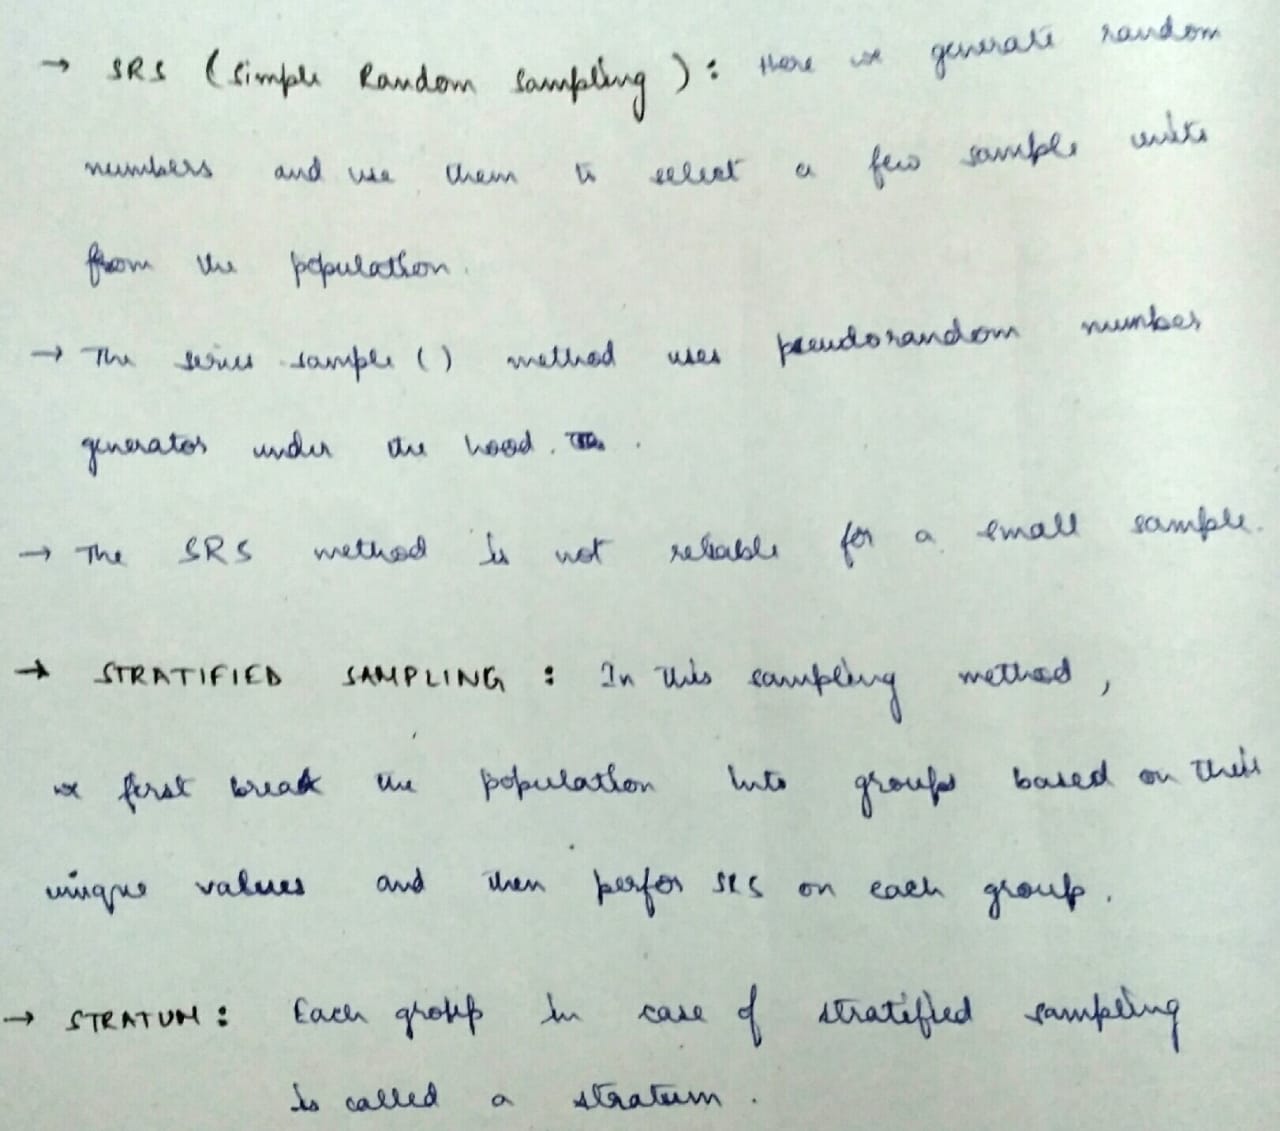 → SRS (Simple Random Sampling) : Here we generate random
numbers and use them to select a few sample units
from the population.
→ The series sample () method uses pseudorandom number
generator under the hood. .
→ The SRS method is not reliable for a small sample.
→ STRATIFIED SAMPLING : In this sampling method,
we first break the population into groups based on their
unique values and then perfor SRS on each group.
→ STRATUM : Each group in case of stratified sampling
is called a stratum.